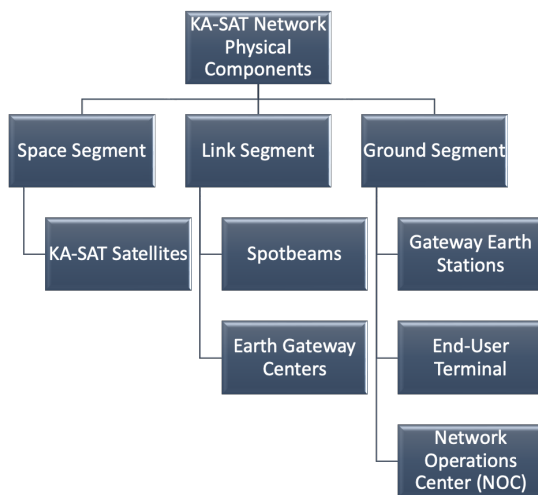 KA-SAT Network
Physical
Components
Space Segment
Link Segment
Ground Segment
KA-SAT Satellites
Spotbeams
Gateway Earth
Stations
Earth Gateway
Centers
End-User
Terminal
Network
Operations
Center (NOC)